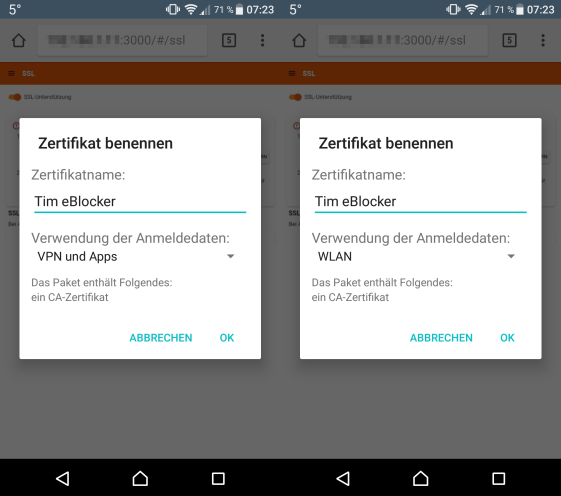 5° 71 % 07:23
:3000/#/ssl 5
SSL
SSL-Unterstützung
Zertifikat benennen
Zertifikatname:
Tim eBlocker
Verwendung der Anmeldedaten:
VPN und Apps
Das Paket enthält Folgendes:
ein CA-Zertifikat
ABBRECHEN OK
5° 71 % 07:23
:3000/#/ssl 5
SSL
SSL-Unterstützung
Zertifikat benennen
Zertifikatname:
Tim eBlocker
Verwendung der Anmeldedaten:
WLAN
Das Paket enthält Folgendes:
ein CA-Zertifikat
ABBRECHEN OK